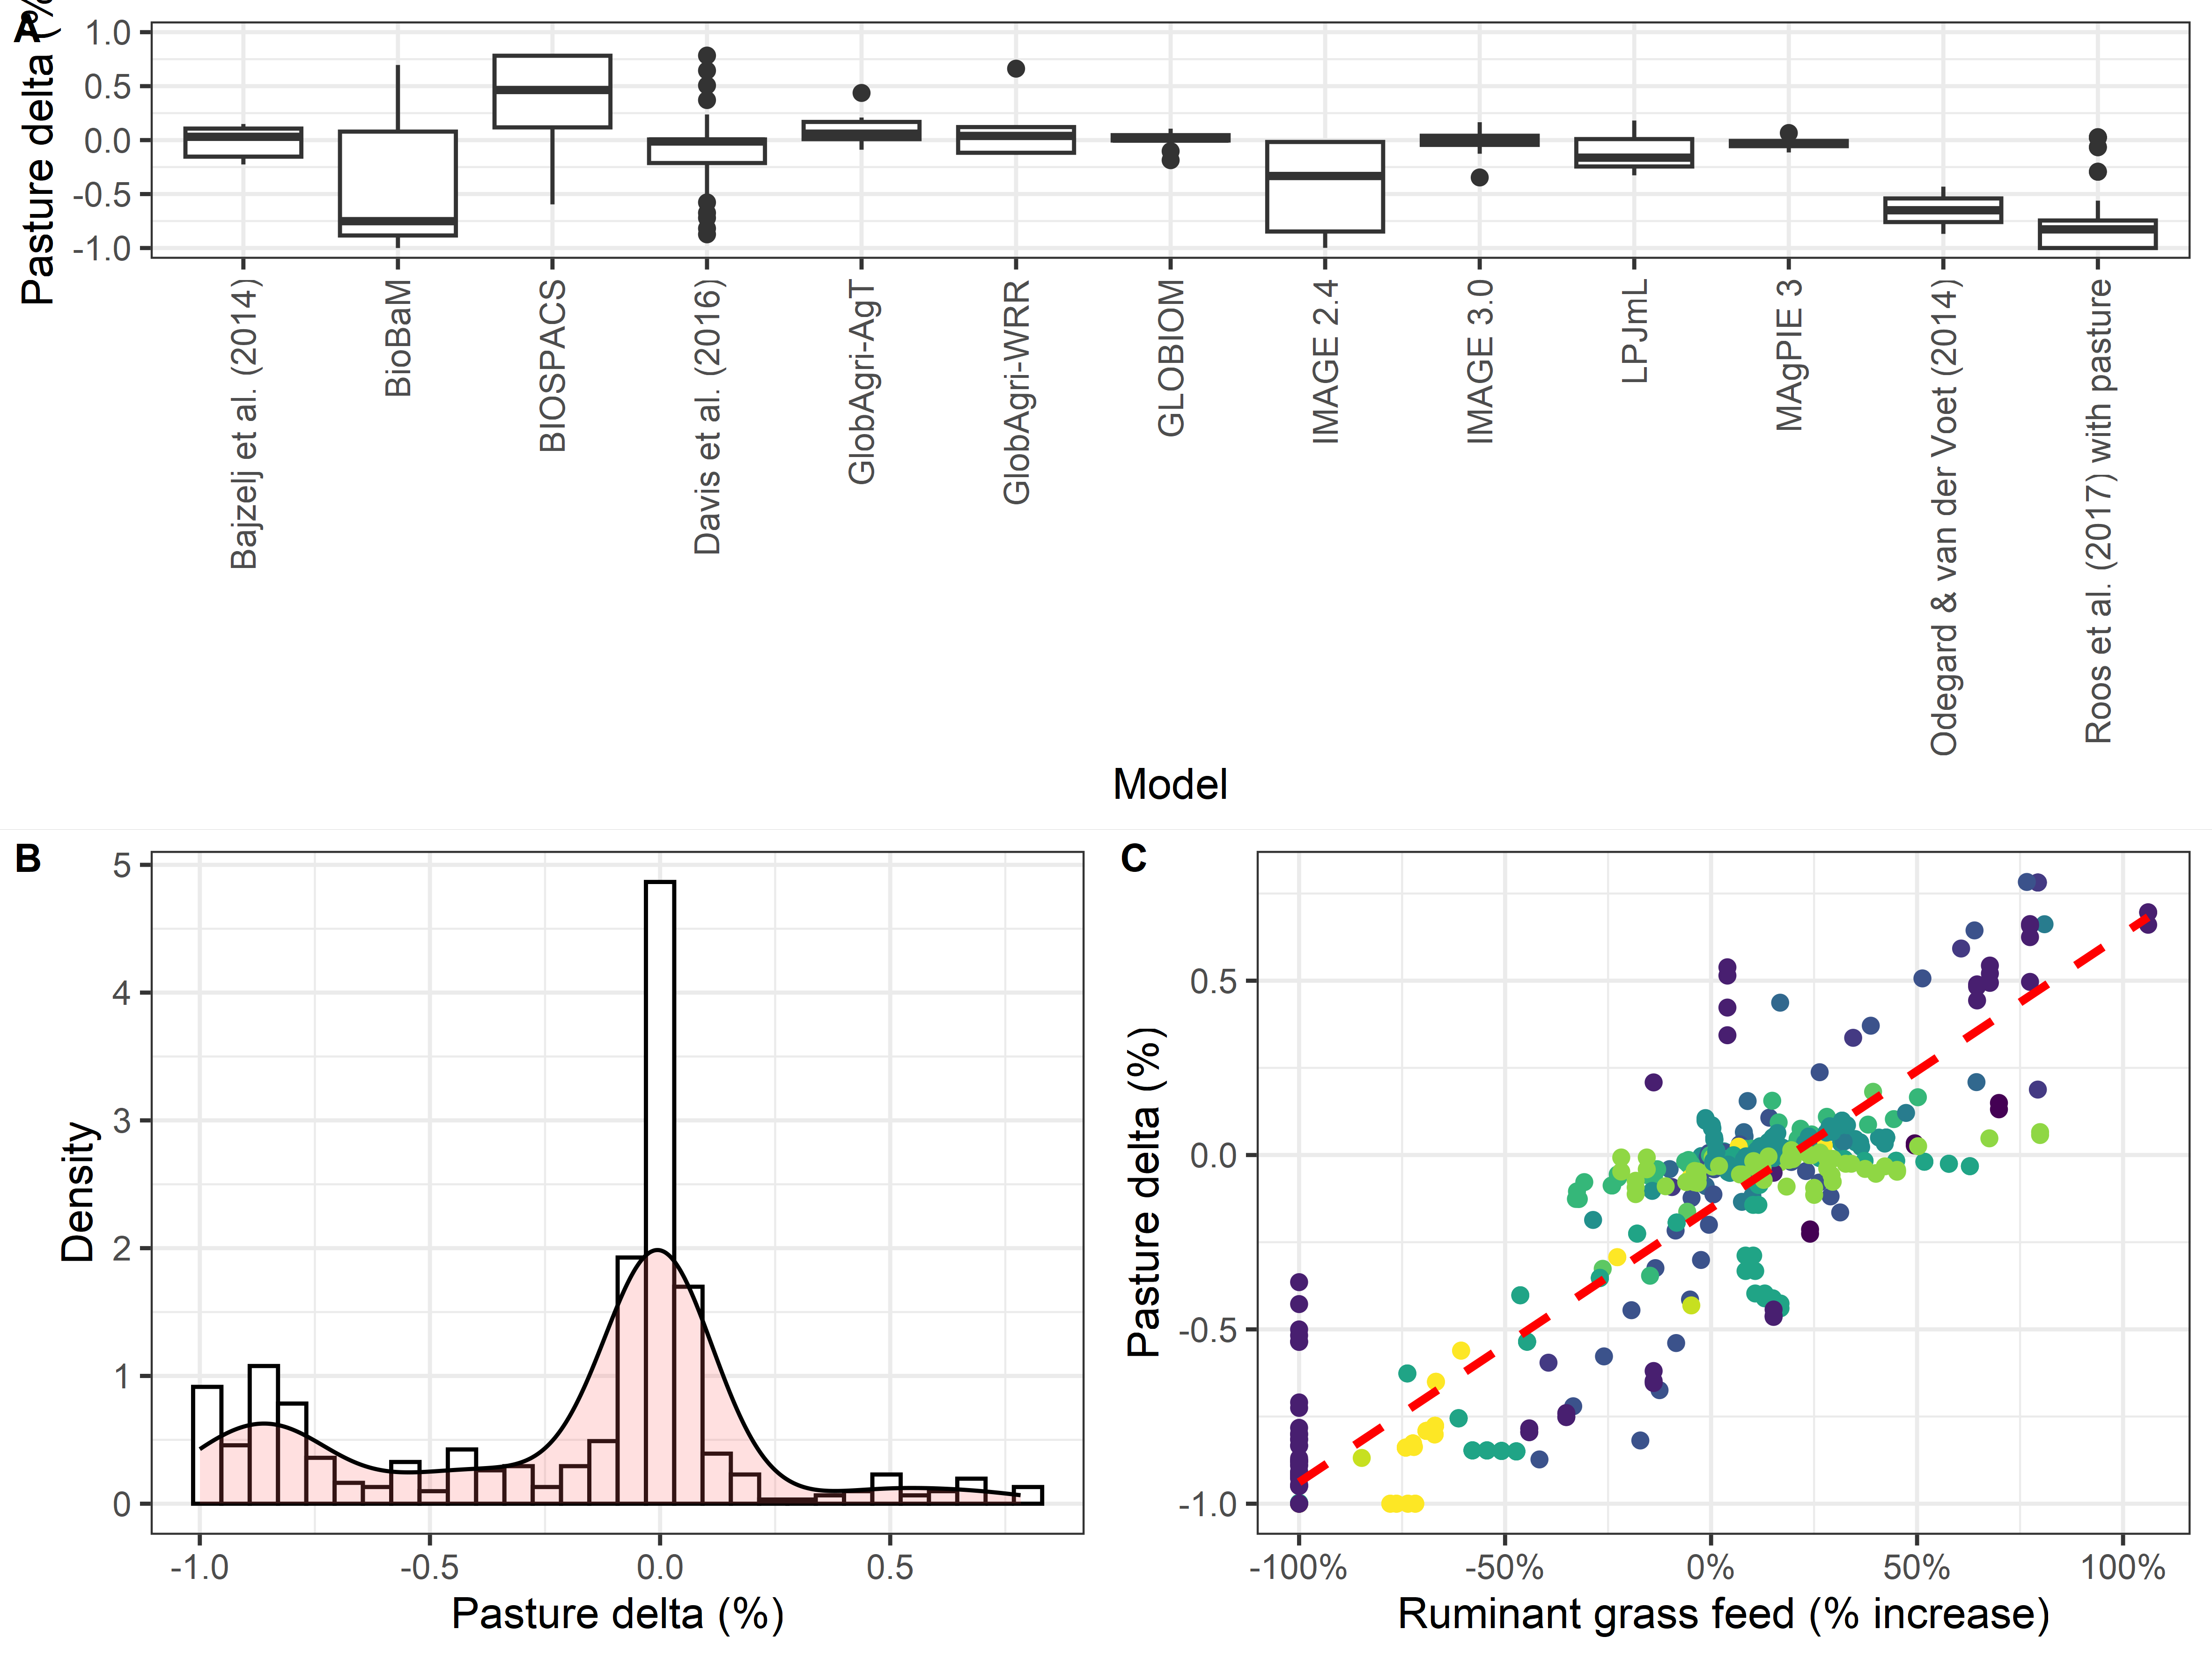 A
Pasture delta (%
1.0
0.5
0.0
-0.5
-1.0
Bajzelj et al. (2014)
BioBaM
BIOSPACS
Davis et al. (2016)
GlobAgri-AgT
GlobAgri-WRR
GLOBIOM
IMAGE 2.4
IMAGE 3.0
LPJmL
MAgPIE 3
Odegard & van der Voet (2014)
Roos et al. (2017) with pasture
Model
B
Density
5
4
3
2
1
0
-1.0 -0.5 0.0 0.5
Pasture delta (%)
C
Pasture delta (%)
0.5
0.0
-0.5
-1.0
-100% -50% 0% 50% 100%
Ruminant grass feed (% increase)